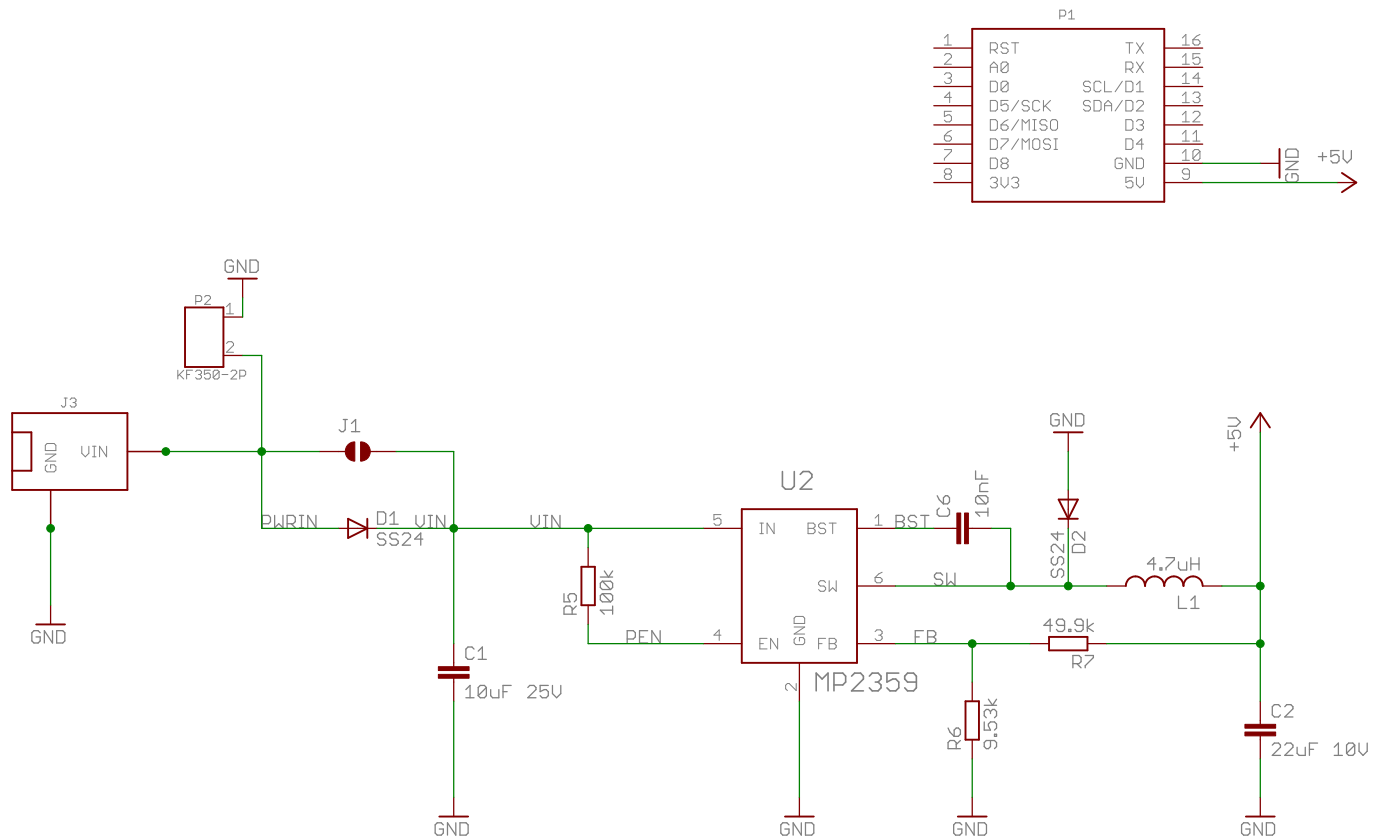 P1
1 RST TX 16
2 A0 RX 15
3 D0 SCL/D1 14
4 D5/SCK SDA/D2 13
5 D6/MISO D3 12
6 D7/MOSI D4 11
7 D8 GND 10
8 3V3 5V 9
GND
+5V
GND
P2
1
2
KF350-2P
J3
GND
VIN
GND
J1
PWRIN
D1
SS24
VIN
VIN
C1
10uF 25V
GND
R5
100k
PEN
U2
5 IN BST 1
SW 6
4 EN GND FB 3
2
MP2359
GND
BST
C6
10nF
SW
FB
GND
SS24
D2
4.7uH
L1
49.9k
R7
R6
9.53k
GND
+5V
C2
22uF 10V
GND